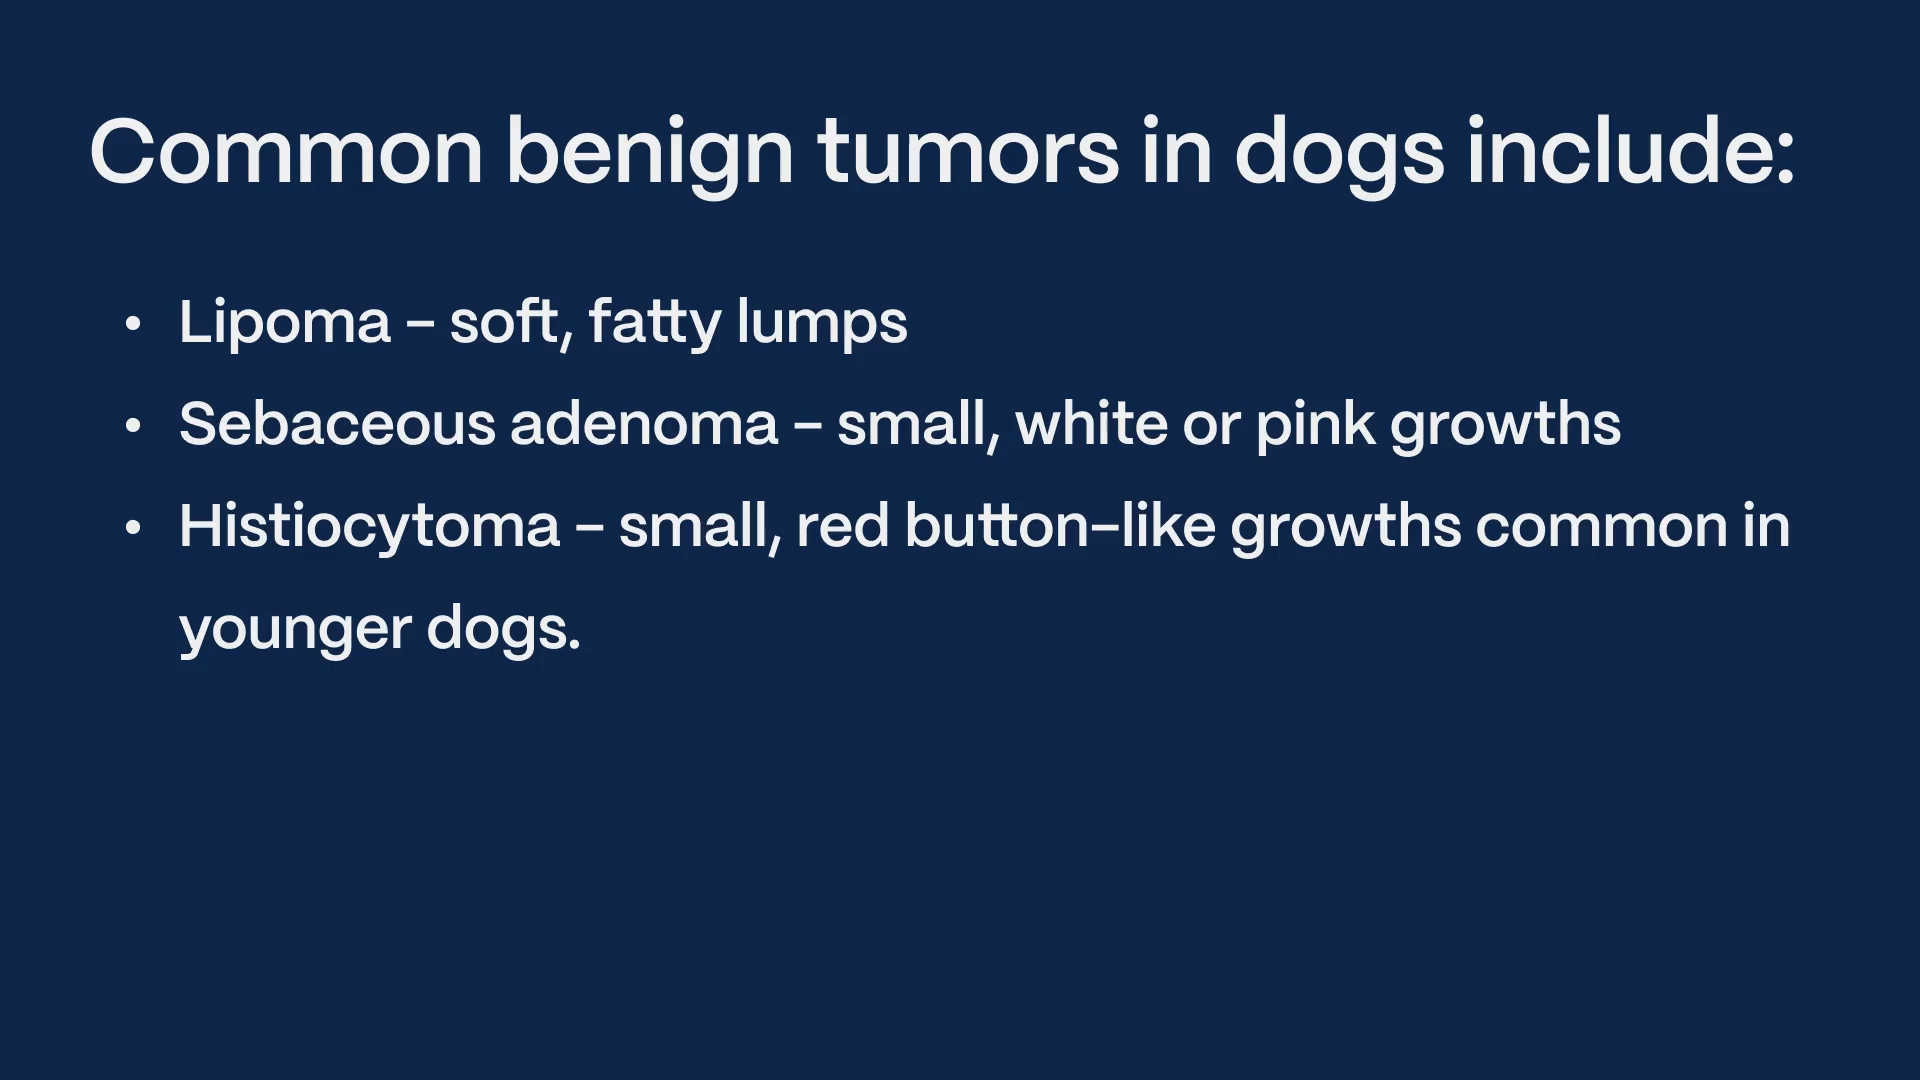 Common benign tumors in dogs include:
• Lipoma – soft, fatty lumps
• Sebaceous adenoma – small, white or pink growths
• Histiocytoma – small, red button-like growths common in
younger dogs.